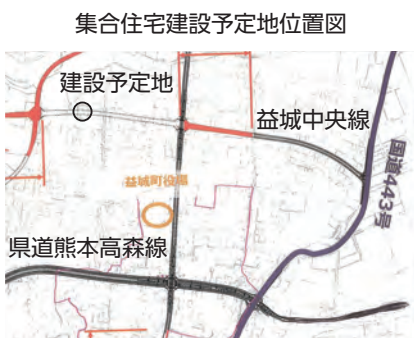 集合住宅建設予定地位置図
建設予定地
益城中央線
国道443号
益城町役場
県道熊本高森線